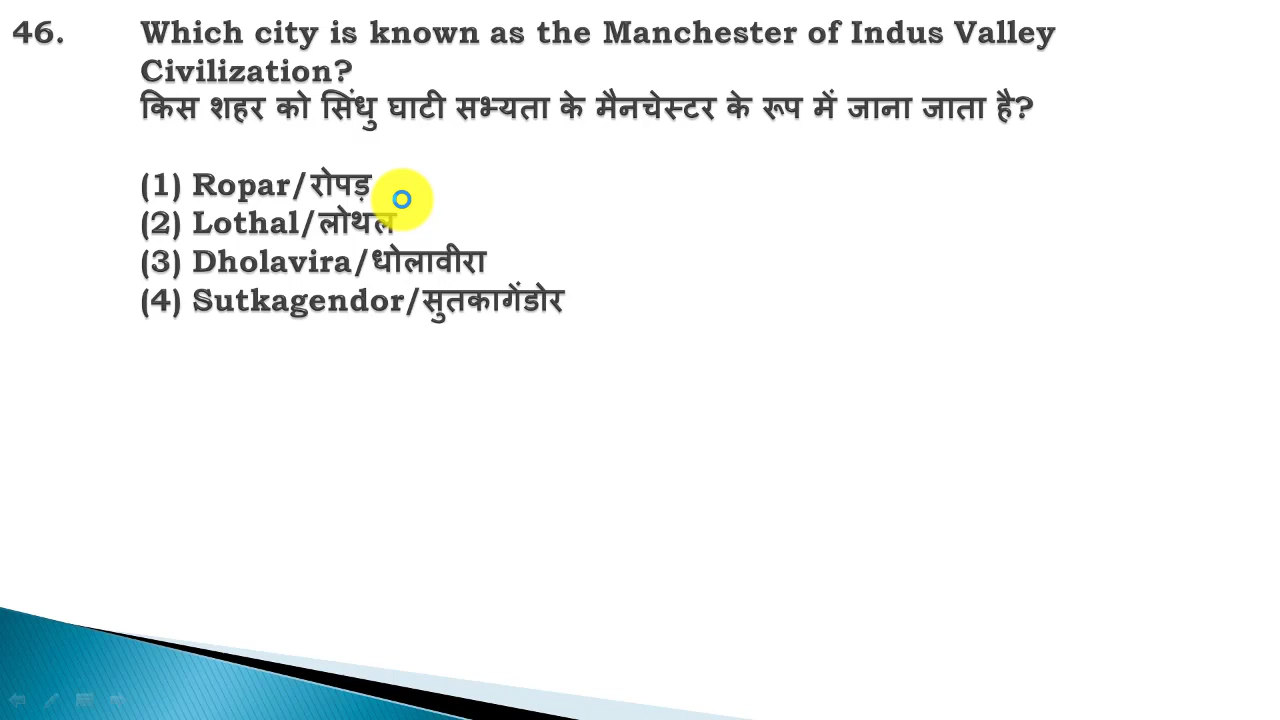 46. Which city is known as the Manchester of Indus Valley
Civilization?
किस शहर को सिंधु घाटी सभ्यता के मैनचेस्टर के रूप में जाना जाता है?
(1) Ropar/रोपड़
(2) Lothal/लोथल
(3) Dholavira/धोलावीरा
(4) Sutkagendor/सुतकागेंडोर